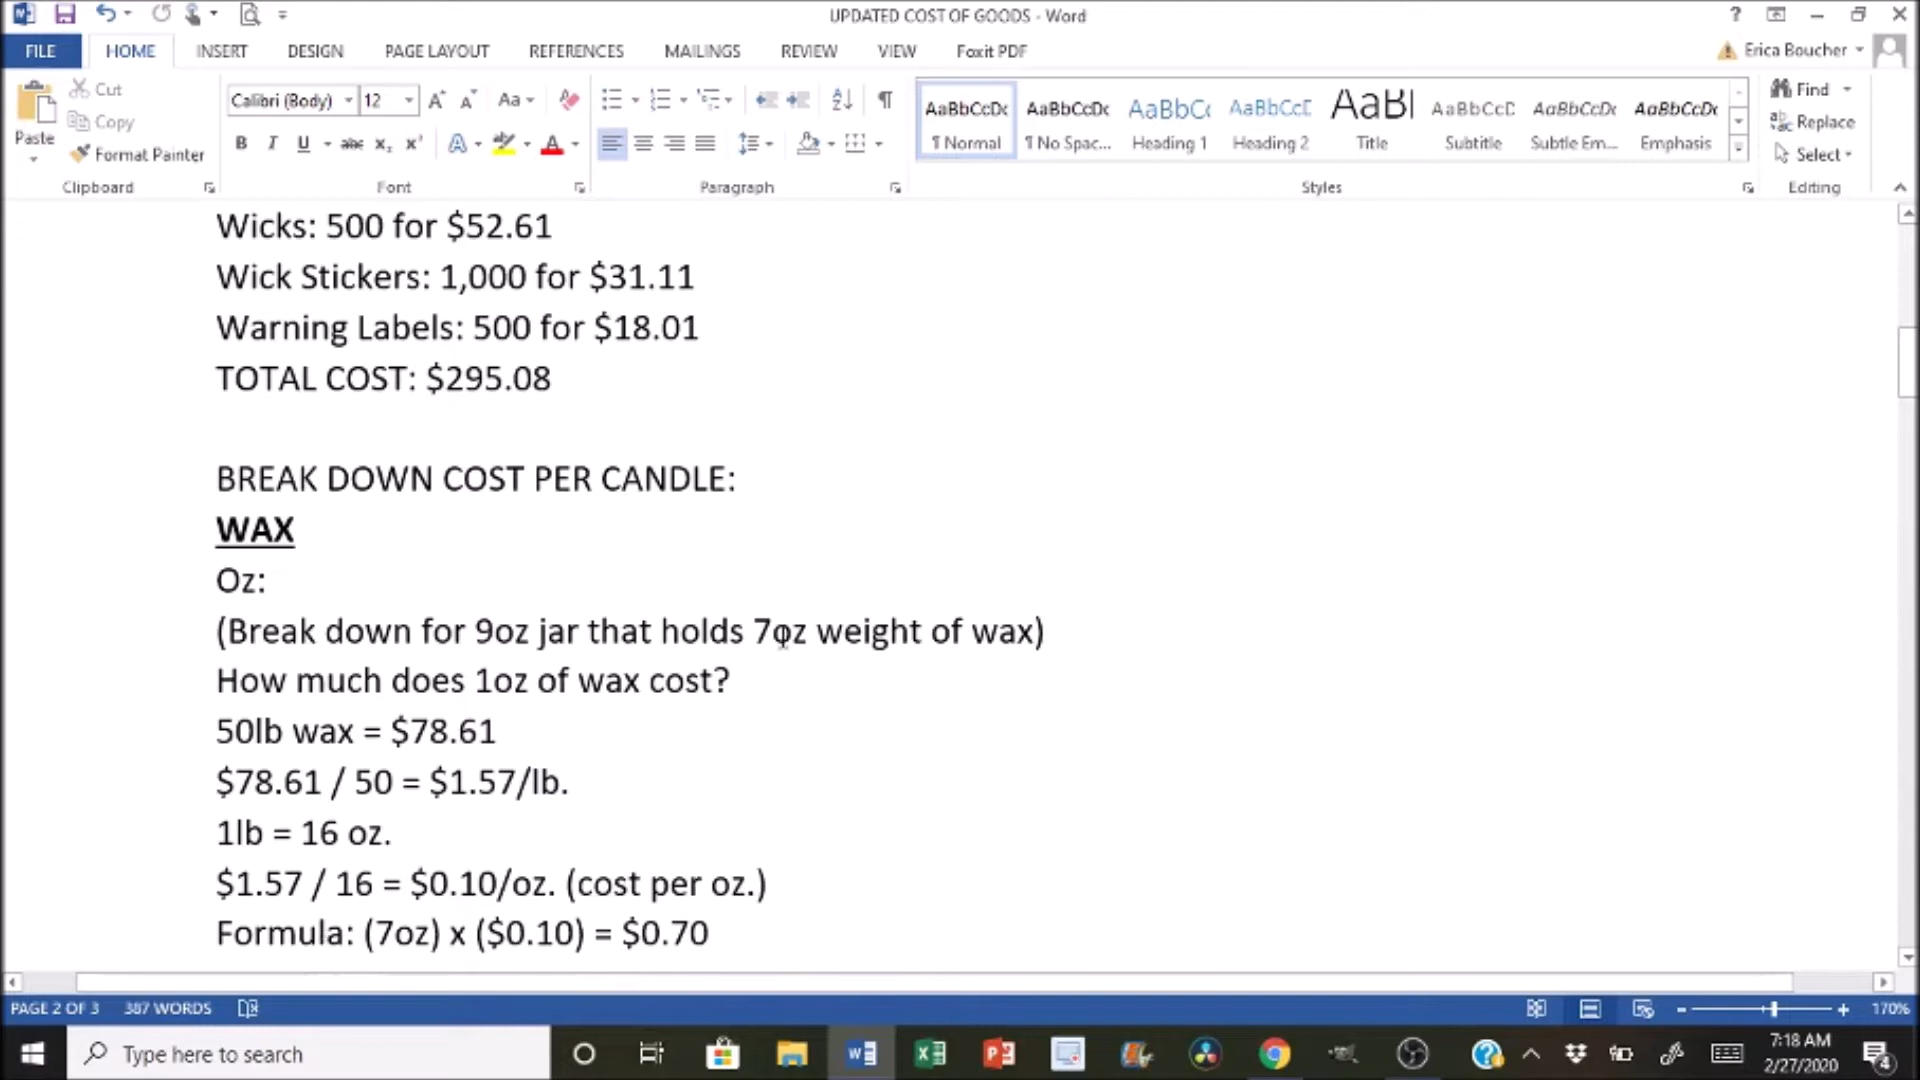 UPDATED COST OF GOODS - Word
FILE HOME INSERT DESIGN PAGE LAYOUT REFERENCES MAILINGS REVIEW VIEW Foxit PDF
Erica Boucher
Paste
Cut
Copy
Format Painter
Clipboard
Calibri (Body) 12
Font
Paragraph
AaBbCcDc AaBbCcDc AaBbC( AaBbCcC AaBl AaBbCcC AaBbCcDc AaBbCcDc
¶ Normal ¶ No Spac... Heading 1 Heading 2 Title Subtitle Subtle Em... Emphasis
Styles
Find
Replace
Select
Editing
Wicks: 500 for $52.61
Wick Stickers: 1,000 for $31.11
Warning Labels: 500 for $18.01
TOTAL COST: $295.08
BREAK DOWN COST PER CANDLE:
WAX
Oz:
(Break down for 9oz jar that holds 7oz weight of wax)
How much does 1oz of wax cost?
50lb wax = $78.61
$78.61 / 50 = $1.57/lb.
1lb = 16 oz.
$1.57 / 16 = $0.10/oz. (cost per oz.)
Formula: (7oz) x ($0.10) = $0.70
PAGE 2 OF 3 387 WORDS
170%
Type here to search
7:18 AM
2/27/2020
4